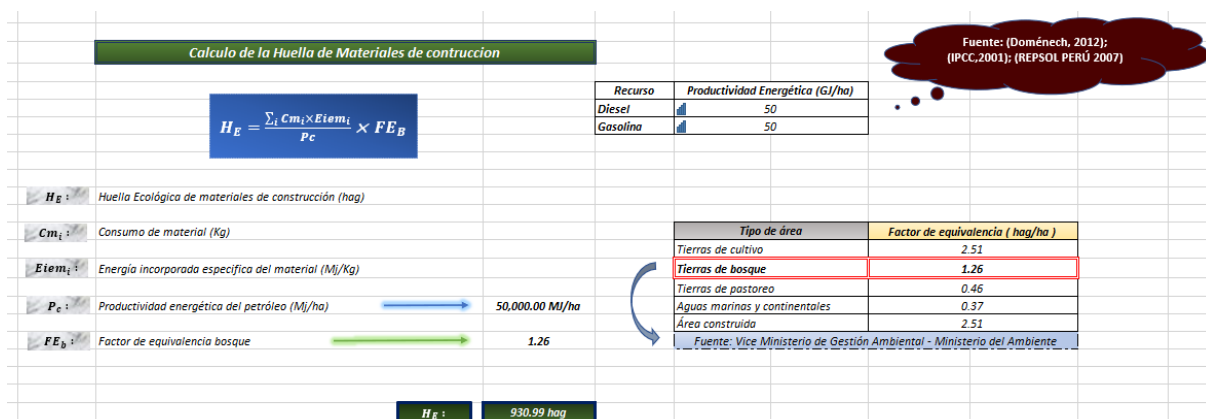 Calculo de la Huella de Materiales de contruccion
Fuente: (Doménech, 2012);
(IPCC,2001); (REPSOL PERÚ 2007)
Recurso Productividad Energética (GJ/ha)
Diesel 50
Gasolina 50
H_E = ∑_i Cm_i×Eiem_i / Pc × FE_B
H_E : Huella Ecológica de materiales de construcción (hag)
Cm_i : Consumo de material (Kg)
Eiem_i : Energía incorporada especifica del material (Mj/Kg)
P_c : Productividad energética del petróleo (Mj/ha) 50,000.00 MJ/ha
FE_b : Factor de equivalencia bosque 1.26
Tipo de área Factor de equivalencia ( hag/ha )
Tierras de cultivo 2.51
Tierras de bosque 1.26
Tierras de pastoreo 0.46
Aguas marinas y continentales 0.37
Área construida 2.51
Fuente: Vice Ministerio de Gestión Ambiental - Ministerio del Ambiente
H_E : 930.99 hag